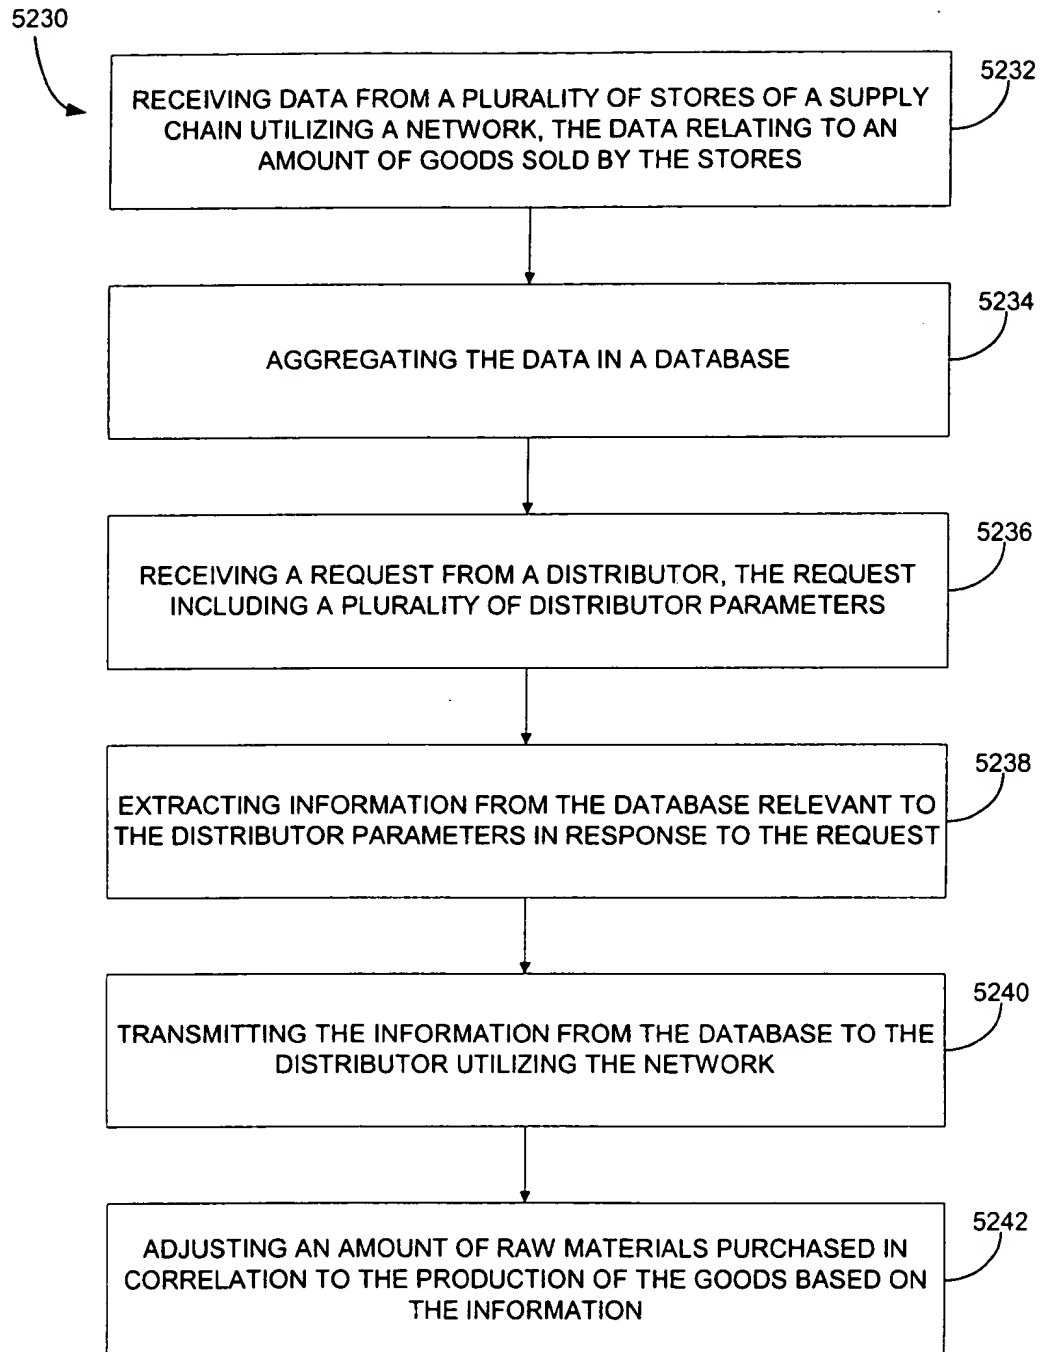 5230
5232
RECEIVING DATA FROM A PLURALITY OF STORES OF A SUPPLY
CHAIN UTILIZING A NETWORK, THE DATA RELATING TO AN
AMOUNT OF GOODS SOLD BY THE STORES
5234
AGGREGATING THE DATA IN A DATABASE
5236
RECEIVING A REQUEST FROM A DISTRIBUTOR, THE REQUEST
INCLUDING A PLURALITY OF DISTRIBUTOR PARAMETERS
5238
EXTRACTING INFORMATION FROM THE DATABASE RELEVANT TO
THE DISTRIBUTOR PARAMETERS IN RESPONSE TO THE REQUEST
5240
TRANSMITTING THE INFORMATION FROM THE DATABASE TO THE
DISTRIBUTOR UTILIZING THE NETWORK
5242
ADJUSTING AN AMOUNT OF RAW MATERIALS PURCHASED IN
CORRELATION TO THE PRODUCTION OF THE GOODS BASED ON
THE INFORMATION